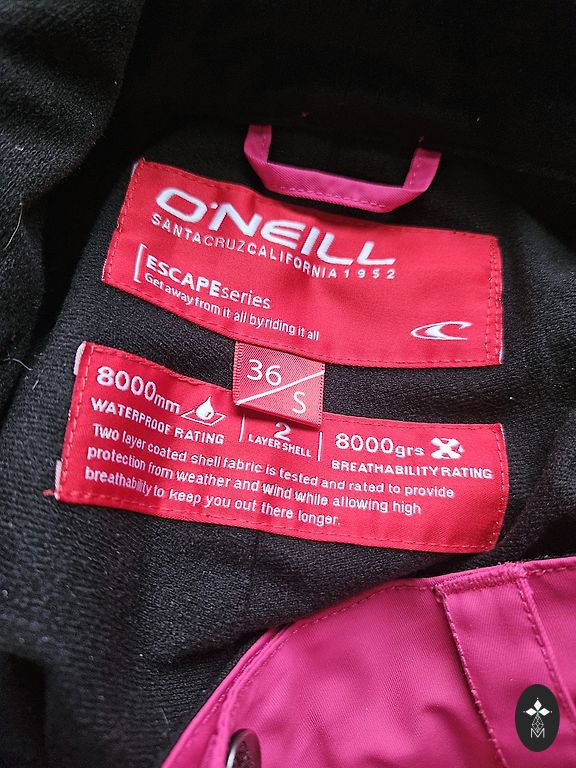 O'NEILL
SANTACRUZCALIFORNIA1952
[ESCAPEseries
Get away from it all by riding it all
36/S
8000mm
WATERPROOF RATING
2
LAYER SHELL
8000grs
BREATHABILITY RATING
Two layer coated shell fabric is tested and rated to provide
protection from weather and wind while allowing high
breathability to keep you out there longer.
M